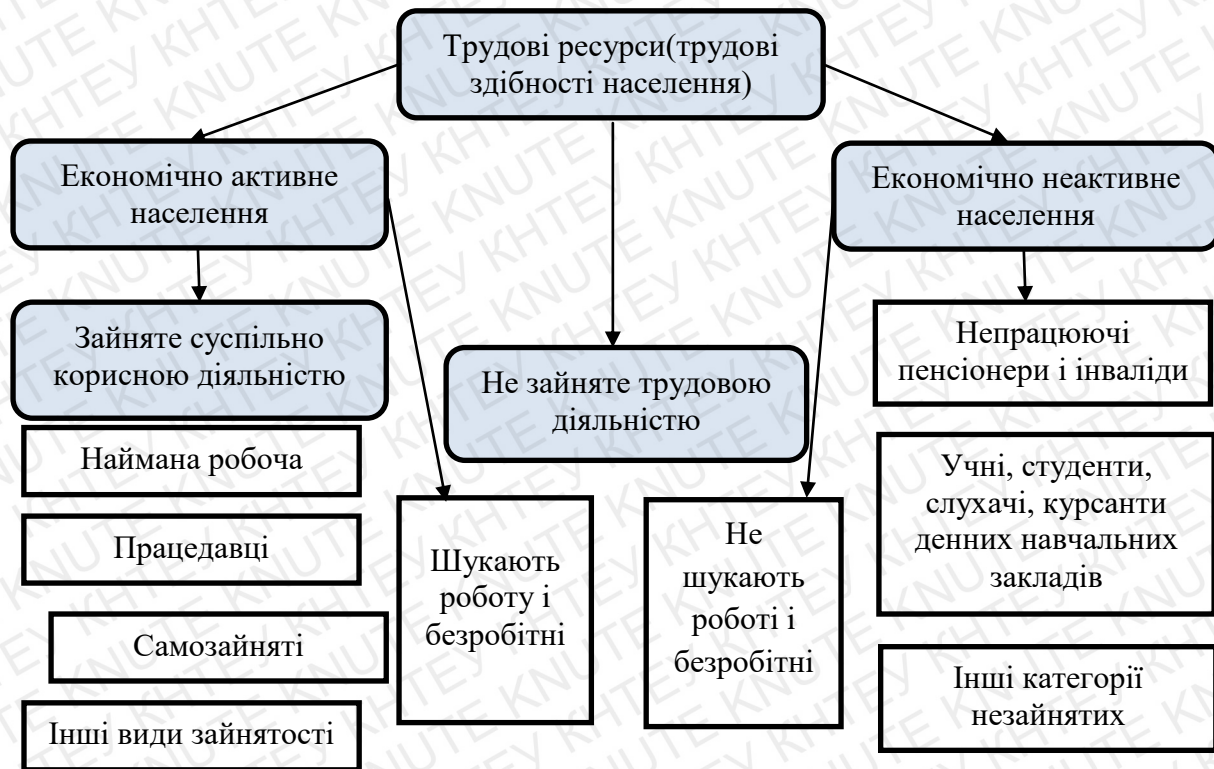 Трудові ресурси(трудові
здібності населення)
Економічно активне
населення
Економічно неактивне
населення
Зайняте суспільно
корисною діяльністю
Не зайняте трудовою
діяльністю
Непрацюючі
пенсіонери і інваліди
Наймана робоча
Працедавці
Самозайняті
Інші види зайнятості
Шукають
роботу і
безробітні
Не
шукають
роботі і
безробітні
Учні, студенти,
слухачі, курсанти
денних навчальних
закладів
Інші категорії
незайнятих